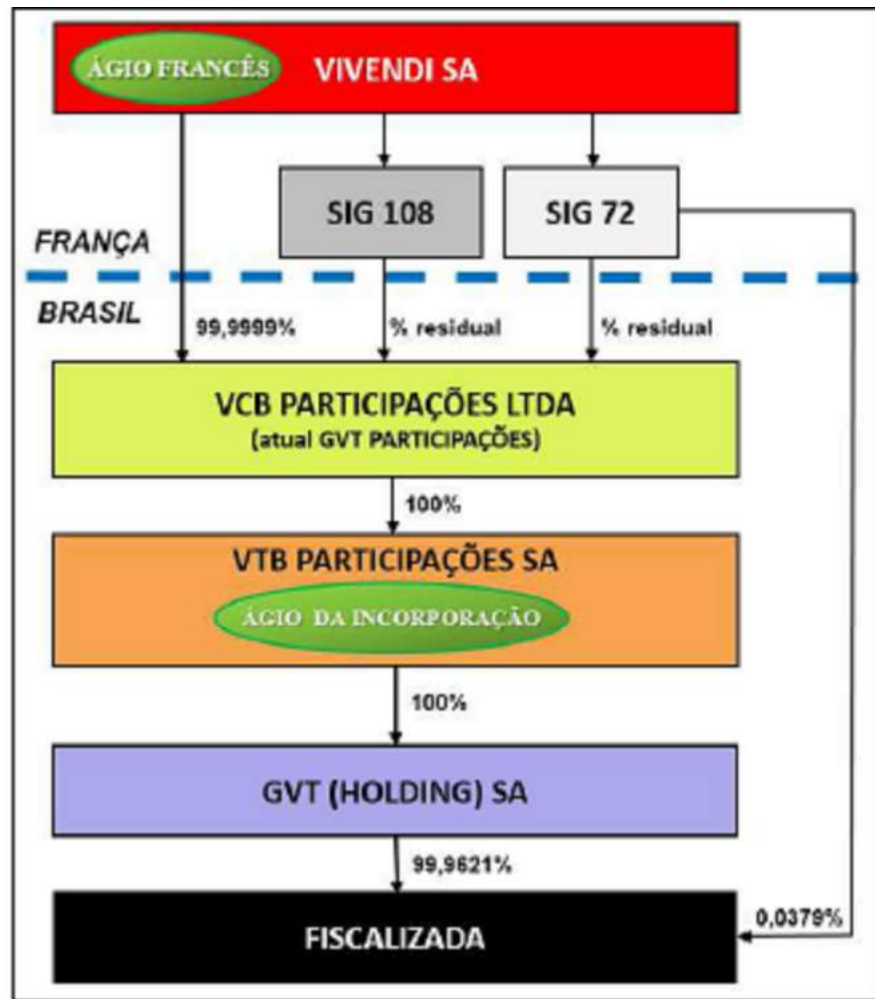 ÁGIO FRANCÊS VIVENDI SA
SIG 108 SIG 72
FRANÇA
BRASIL
99,9999% % residual % residual
VCB PARTICIPAÇÕES LTDA
(atual GVT PARTICIPAÇÕES)
100%
VTB PARTICIPAÇÕES SA
ÁGIO DA INCORPORAÇÃO
100%
GVT (HOLDING) SA
99,9621%
FISCALIZADA
0,0379%